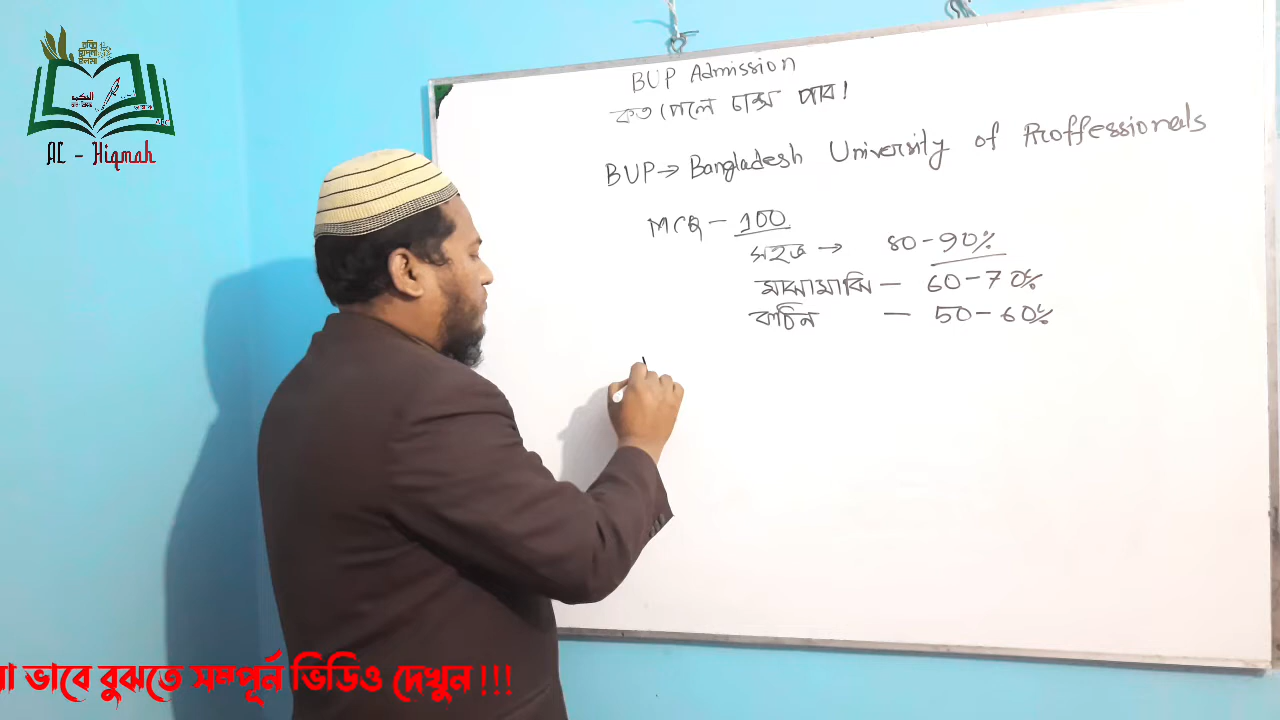 AL - Hiqmah
BUP Admission
কত পেলে চান্স পাব!
BUP → Bangladesh University of Proffessionals
MCQ - 100
সহজ → 80-90%
মাঝামাঝি - 60-70%
কঠিন - 50-60%
ভাবে বুঝতে সম্পূর্ন ভিডিও দেখুন !!!